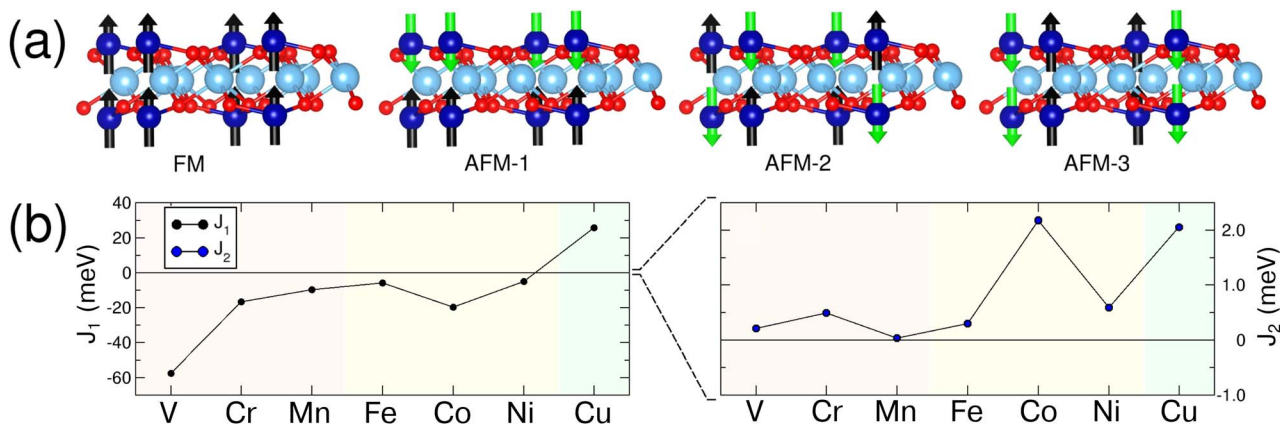 (a)
FM
AFM-1
AFM-2
AFM-3
(b)
J1 (meV)
40
20
0
-20
-40
-60
J1
J2
V Cr Mn Fe Co Ni Cu
J2 (meV)
2.0
1.0
0
-1.0
V Cr Mn Fe Co Ni Cu